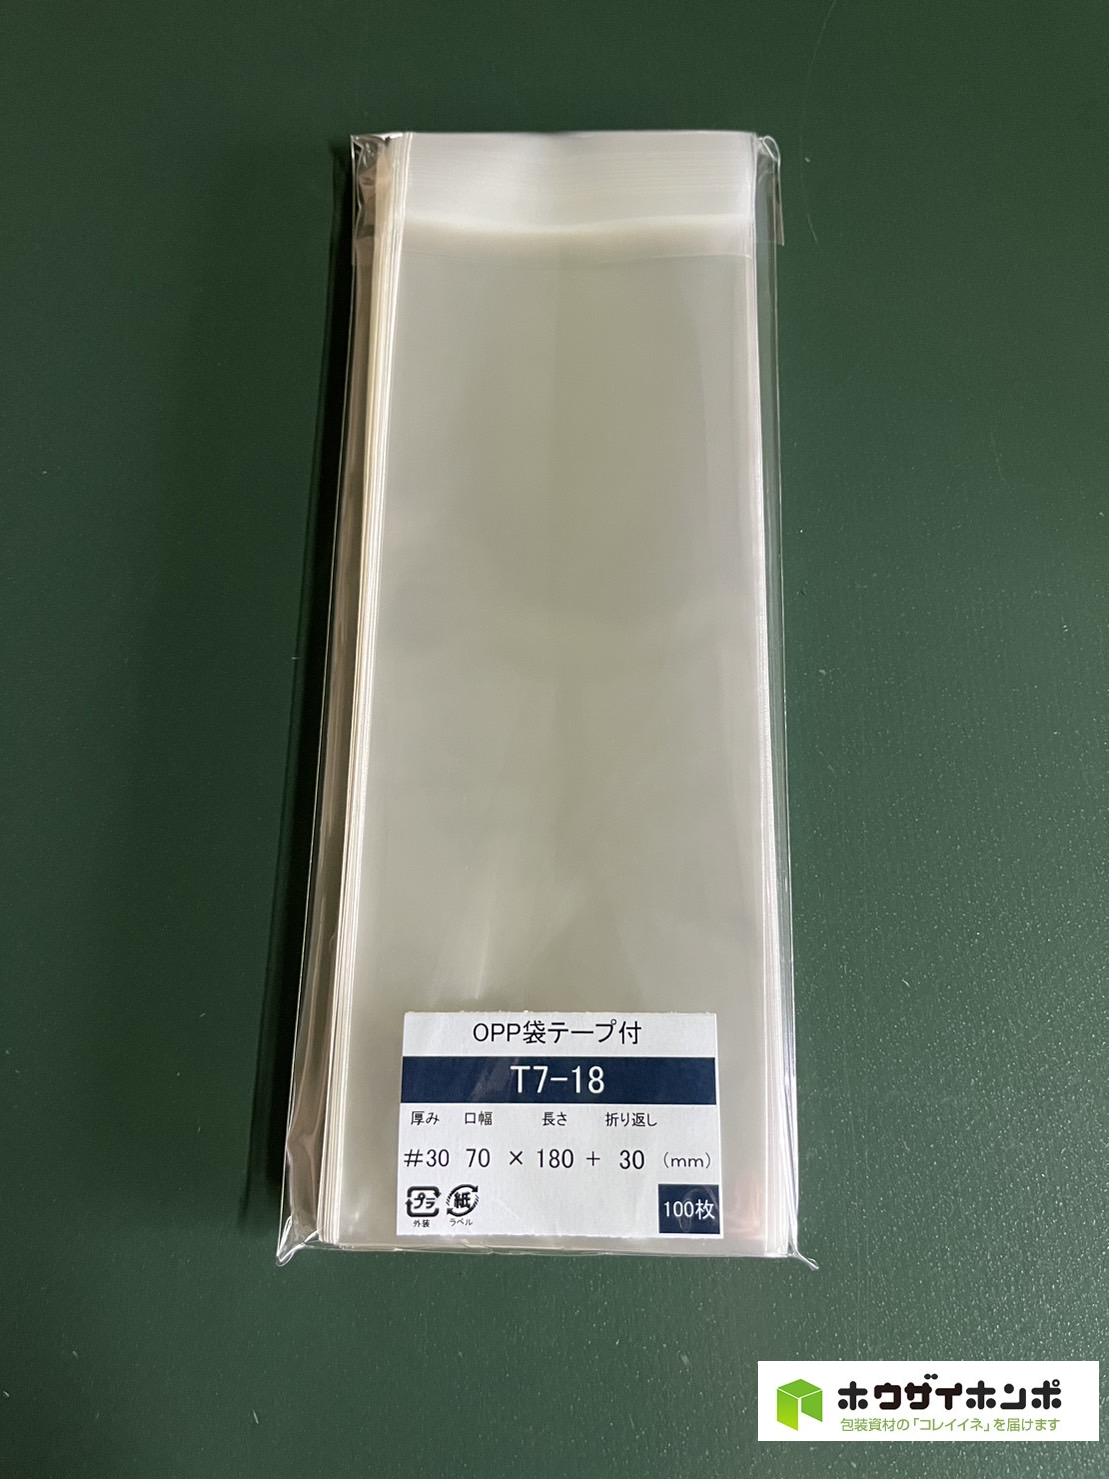 OPP袋テープ付
T7-18
厚み 口幅 長さ 折り返し
#30 70 × 180 + 30 (mm)
プラ 紙
外装 ラベル
100枚
ホウザイホンポ
包装資材の「コレイイネ」を届けます